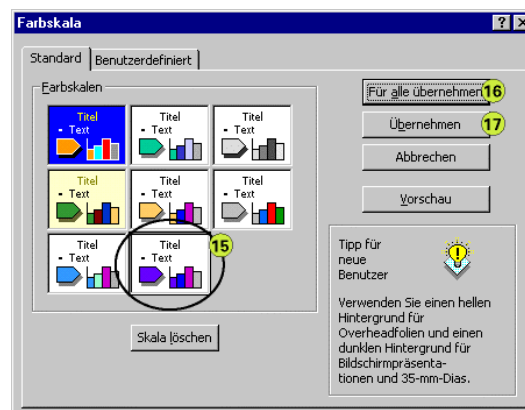 Farbskala
Standard
Benutzerdefiniert
Farbskalen
Titel
- Text
Titel
- Text
Titel
- Text
Titel
- Text
Titel
- Text
Titel
- Text
Titel
- Text
Titel
- Text
15
Skala löschen
Für alle übernehmen
16
Übernehmen
17
Abbrechen
Vorschau
Tipp für
neue
Benutzer
Verwenden Sie einen hellen
Hintergrund für
Overheadfolien und einen
dunklen Hintergrund für
Bildschirmpräsenta-
tionen und 35-mm-Dias.